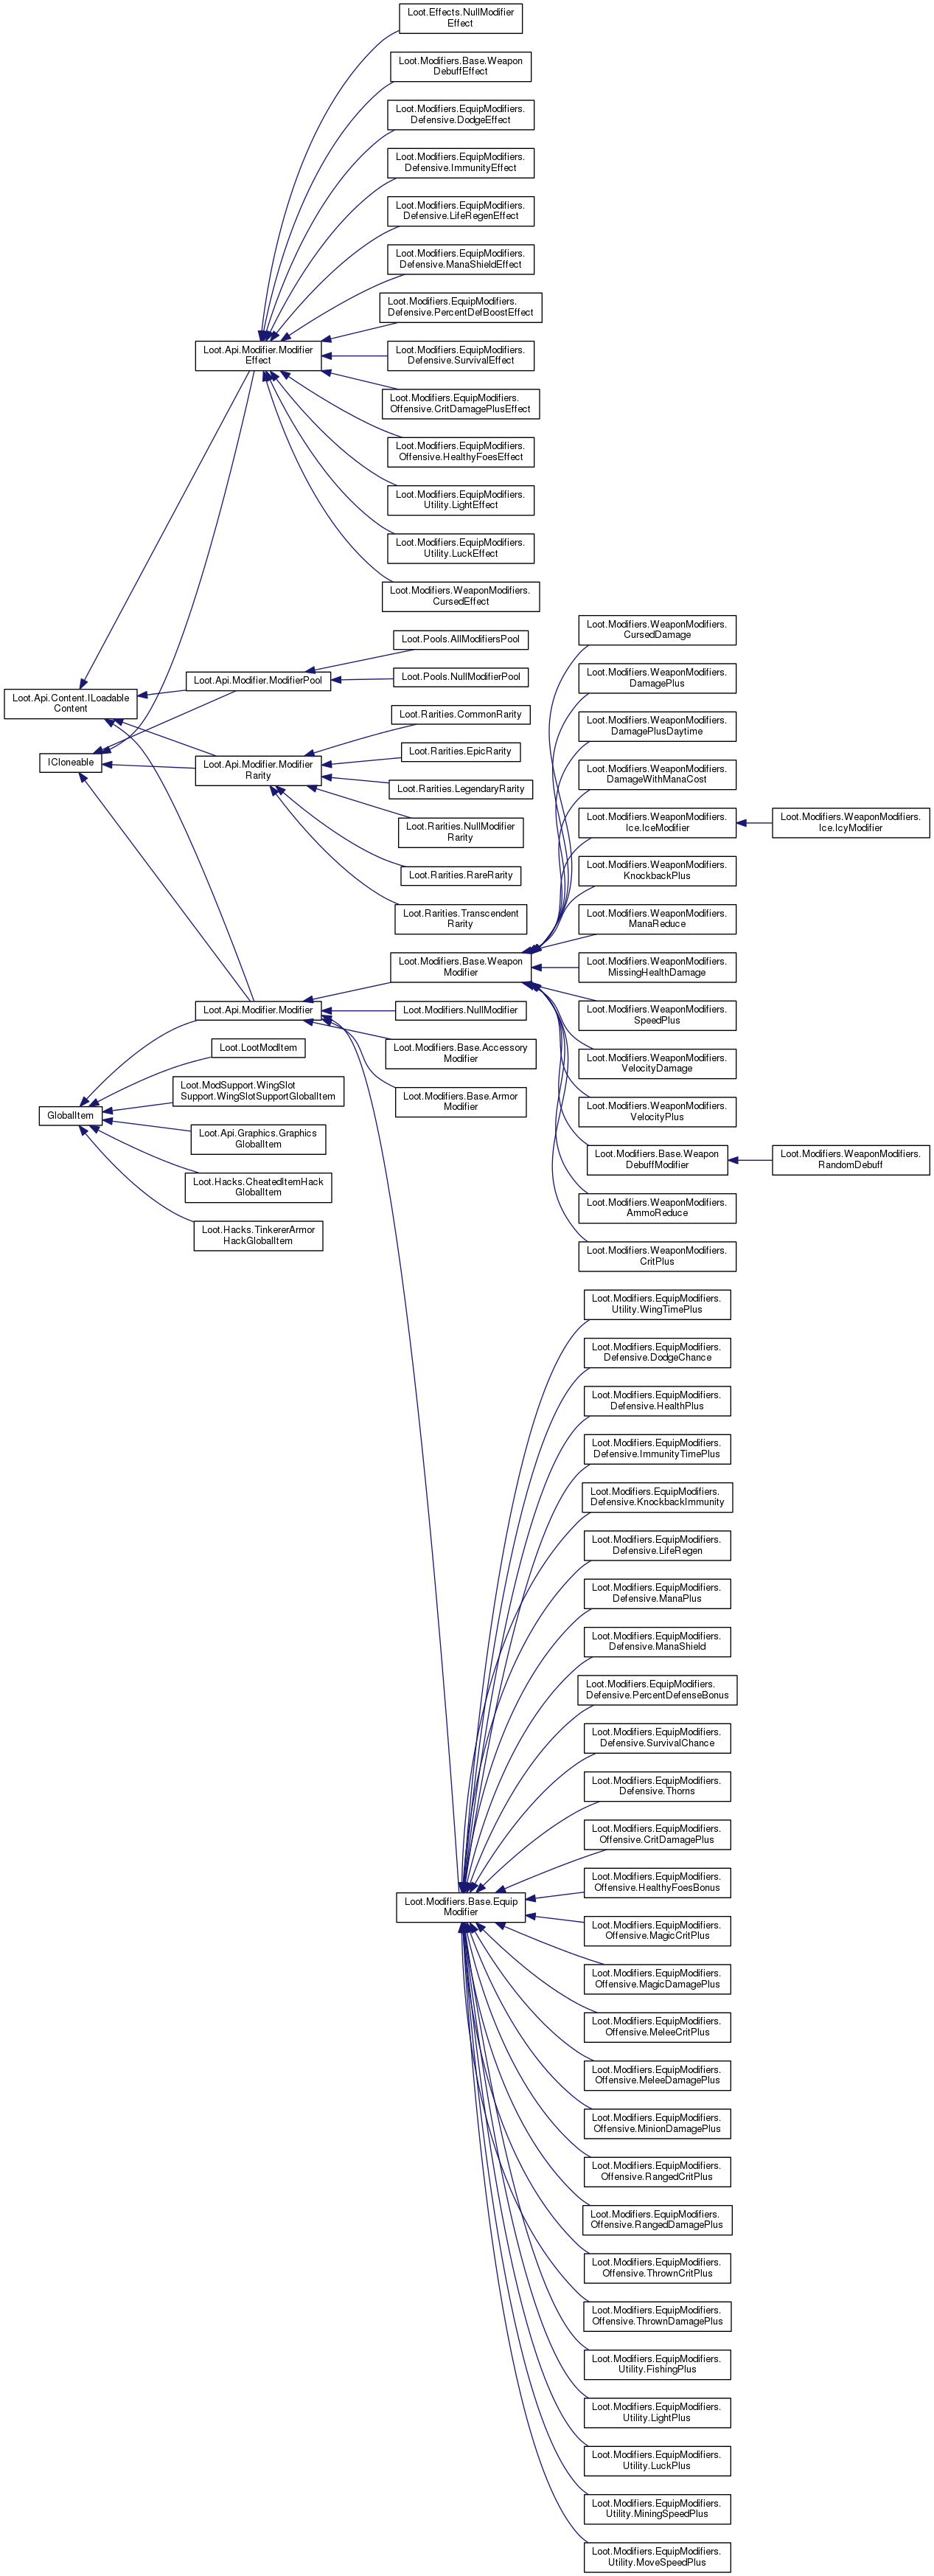 Loot.Effects.NullModifier
Effect
Loot.Modifiers.Base.Weapon
DebuffEffect
Loot.Modifiers.EquipModifiers.
Defensive.DodgeEffect
Loot.Modifiers.EquipModifiers.
Defensive.ImmunityEffect
Loot.Modifiers.EquipModifiers.
Defensive.LifeRegenEffect
Loot.Modifiers.EquipModifiers.
Defensive.ManaShieldEffect
Loot.Modifiers.EquipModifiers.
Defensive.PercentDefBoostEffect
Loot.Api.Modifier.Modifier
Effect
Loot.Modifiers.EquipModifiers.
Defensive.SurvivalEffect
Loot.Modifiers.EquipModifiers.
Offensive.CritDamagePlusEffect
Loot.Modifiers.EquipModifiers.
Offensive.HealthyFoesEffect
Loot.Modifiers.EquipModifiers.
Utility.LightEffect
Loot.Modifiers.EquipModifiers.
Utility.LuckEffect
Loot.Modifiers.WeaponModifiers.
CursedEffect
Loot.Api.Content.ILoadable
Content
ICloneable
Loot.Api.Modifier.ModifierPool
Loot.Pools.AllModifiersPool
Loot.Pools.NullModifierPool
Loot.Api.Modifier.Modifier
Rarity
Loot.Rarities.CommonRarity
Loot.Rarities.EpicRarity
Loot.Rarities.LegendaryRarity
Loot.Rarities.NullModifier
Rarity
Loot.Rarities.RareRarity
Loot.Rarities.Transcendent
Rarity
Loot.Modifiers.Base.Weapon
Modifier
Loot.Modifiers.WeaponModifiers.
CursedDamage
Loot.Modifiers.WeaponModifiers.
DamagePlus
Loot.Modifiers.WeaponModifiers.
DamagePlusDaytime
Loot.Modifiers.WeaponModifiers.
DamageWithManaCost
Loot.Modifiers.WeaponModifiers.
Ice.IceModifier
Loot.Modifiers.WeaponModifiers.
Ice.IcyModifier
Loot.Modifiers.WeaponModifiers.
KnockbackPlus
Loot.Modifiers.WeaponModifiers.
ManaReduce
Loot.Modifiers.WeaponModifiers.
MissingHealthDamage
Loot.Modifiers.WeaponModifiers.
SpeedPlus
Loot.Modifiers.WeaponModifiers.
VelocityDamage
Loot.Modifiers.WeaponModifiers.
VelocityPlus
Loot.Modifiers.Base.Weapon
DebuffModifier
Loot.Modifiers.WeaponModifiers.
RandomDebuff
Loot.Modifiers.WeaponModifiers.
AmmoReduce
Loot.Modifiers.WeaponModifiers.
CritPlus
Loot.Api.Modifier.Modifier
Loot.Modifiers.NullModifier
Loot.Modifiers.Base.Accessory
Modifier
Loot.Modifiers.Base.Armor
Modifier
GlobalItem
Loot.LootModItem
Loot.ModSupport.WingSlot
Support.WingSlotSupportGlobalItem
Loot.Api.Graphics.Graphics
GlobalItem
Loot.Hacks.CheatedItemHack
GlobalItem
Loot.Hacks.TinkererArmor
HackGlobalItem
Loot.Modifiers.Base.Equip
Modifier
Loot.Modifiers.EquipModifiers.
Utility.WingTimePlus
Loot.Modifiers.EquipModifiers.
Defensive.DodgeChance
Loot.Modifiers.EquipModifiers.
Defensive.HealthPlus
Loot.Modifiers.EquipModifiers.
Defensive.ImmunityTimePlus
Loot.Modifiers.EquipModifiers.
Defensive.KnockbackImmunity
Loot.Modifiers.EquipModifiers.
Defensive.LifeRegen
Loot.Modifiers.EquipModifiers.
Defensive.ManaPlus
Loot.Modifiers.EquipModifiers.
Defensive.ManaShield
Loot.Modifiers.EquipModifiers.
Defensive.PercentDefenseBonus
Loot.Modifiers.EquipModifiers.
Defensive.SurvivalChance
Loot.Modifiers.EquipModifiers.
Defensive.Thorns
Loot.Modifiers.EquipModifiers.
Offensive.CritDamagePlus
Loot.Modifiers.EquipModifiers.
Offensive.HealthyFoesBonus
Loot.Modifiers.EquipModifiers.
Offensive.MagicCritPlus
Loot.Modifiers.EquipModifiers.
Offensive.MagicDamagePlus
Loot.Modifiers.EquipModifiers.
Offensive.MeleeCritPlus
Loot.Modifiers.EquipModifiers.
Offensive.MeleeDamagePlus
Loot.Modifiers.EquipModifiers.
Offensive.MinionDamagePlus
Loot.Modifiers.EquipModifiers.
Offensive.RangedCritPlus
Loot.Modifiers.EquipModifiers.
Offensive.RangedDamagePlus
Loot.Modifiers.EquipModifiers.
Offensive.ThrownCritPlus
Loot.Modifiers.EquipModifiers.
Offensive.ThrownDamagePlus
Loot.Modifiers.EquipModifiers.
Utility.FishingPlus
Loot.Modifiers.EquipModifiers.
Utility.LightPlus
Loot.Modifiers.EquipModifiers.
Utility.LuckPlus
Loot.Modifiers.EquipModifiers.
Utility.MiningSpeedPlus
Loot.Modifiers.EquipModifiers.
Utility.MoveSpeedPlus